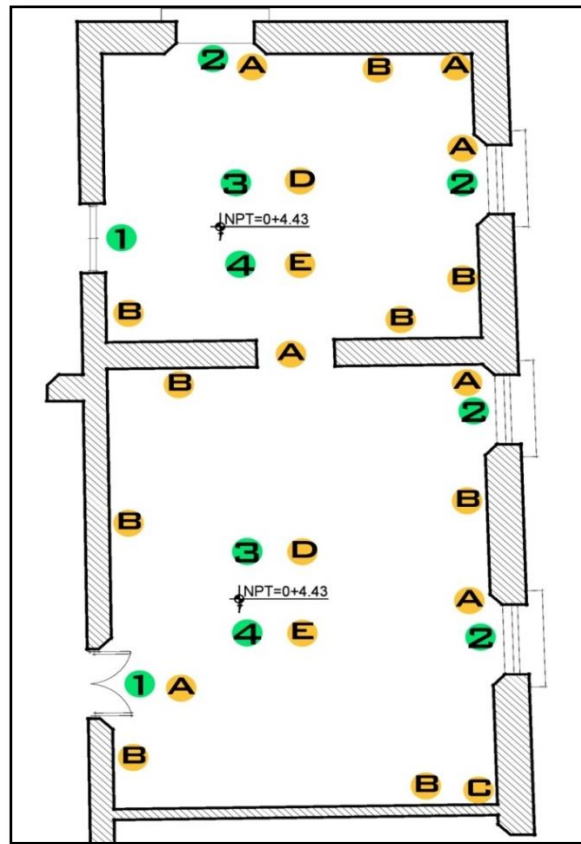 2 A B A
A
3 D 2
NPT=0+4.43
1
4 E
B
B B
A
B A
2
B
B
3 D
NPT=0+4.43 A
4 E 2
1 A
B
B C